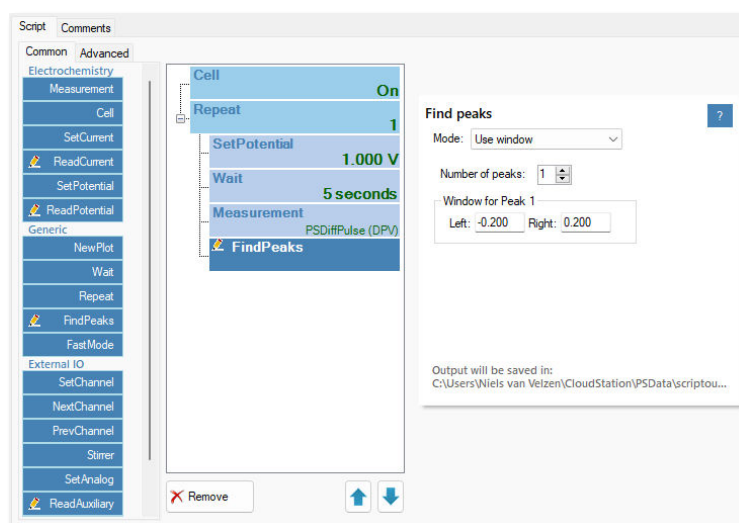 Script Comments
Common Advanced
Electrochemistry
Measurement
Cell
SetCurrent
ReadCurrent
SetPotential
ReadPotential
Generic
NewPlot
Wait
Repeat
FindPeaks
FastMode
External IO
SetChannel
NextChannel
PrevChannel
Stirrer
SetAnalog
ReadAuxiliary
Cell
On
Repeat
1
SetPotential
1.000 V
Wait
5 seconds
Measurement
PSDiffPulse (DPV)
FindPeaks
Remove
Find peaks
?
Mode: Use window
Number of peaks: 1
Window for Peak 1
Left: -0.200 Right: 0.200
Output will be saved in:
C:\Users\Niels van Velzen\CloudStation\PSData\scriptou...